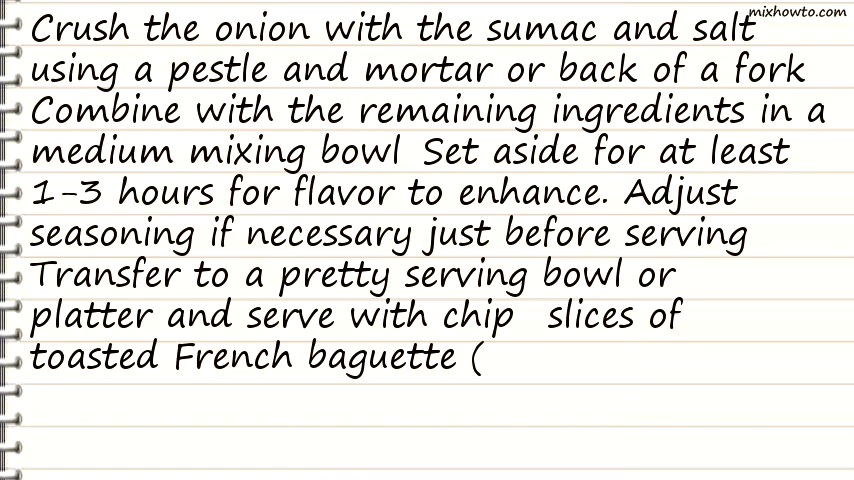 mixhowto.com
Crush the onion with the sumac and salt
using a pestle and mortar or back of a fork
Combine with the remaining ingredients in a
medium mixing bowl Set aside for at least
1-3 hours for flavor to enhance. Adjust
seasoning if necessary just before serving
Transfer to a pretty serving bowl or
platter and serve with chip slices of
toasted French baguette (